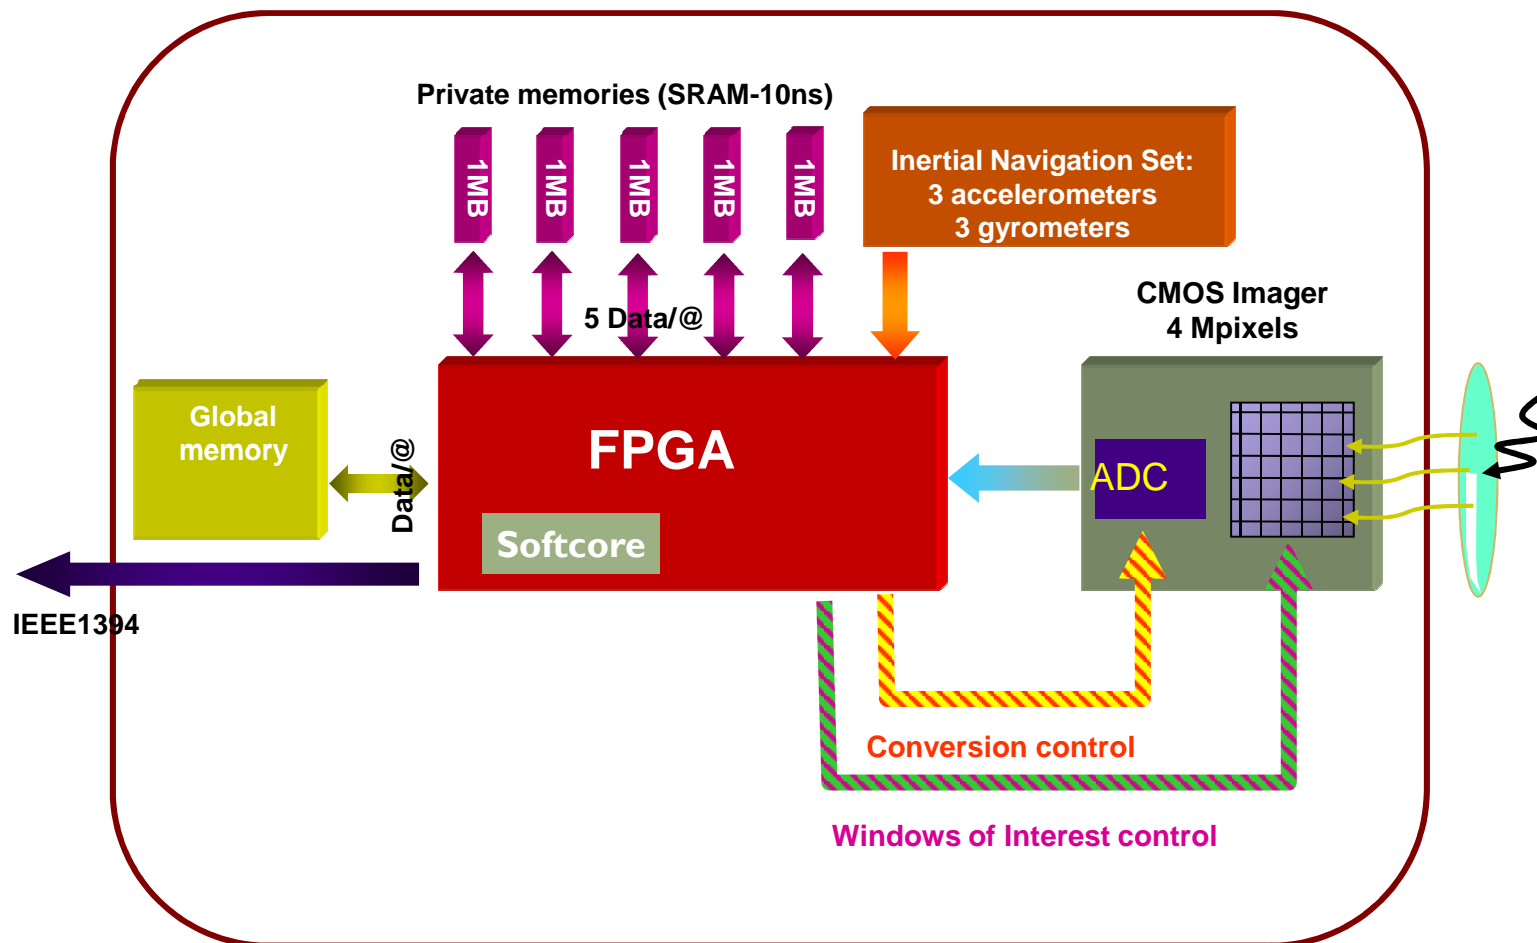 Private memories (SRAM-10ns)
1MB
1MB
1MB
1MB
1MB
Inertial Navigation Set:
3 accelerometers
3 gyrometers
5 Data/@
CMOS Imager
4 Mpixels
Global
memory
Data/@
FPGA
Softcore
ADC
IEEE1394
Conversion control
Windows of Interest control